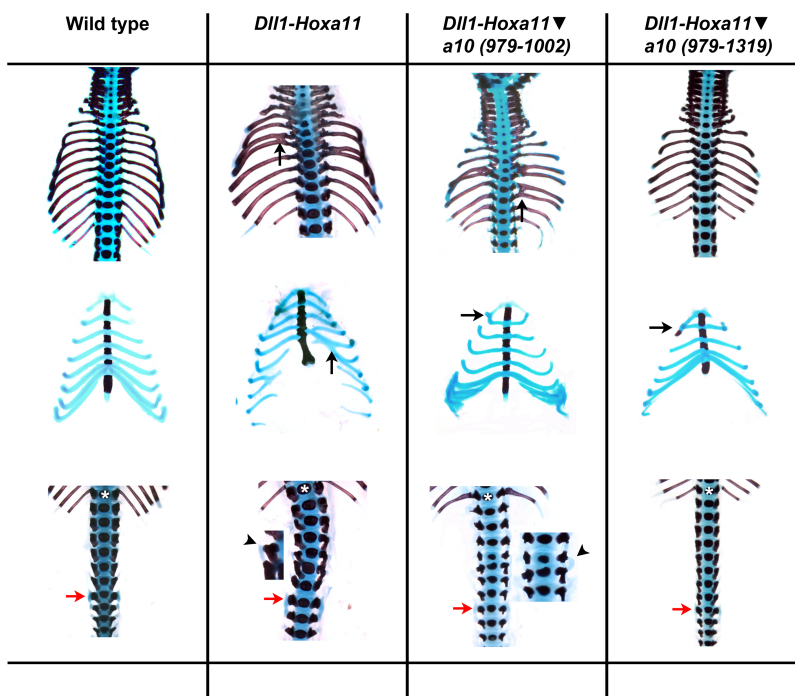 Wild type
Dll1-Hoxa11
Dll1-Hoxa11▼
a10 (979-1002)
Dll1-Hoxa11▼
a10 (979-1319)
*
*
*
*